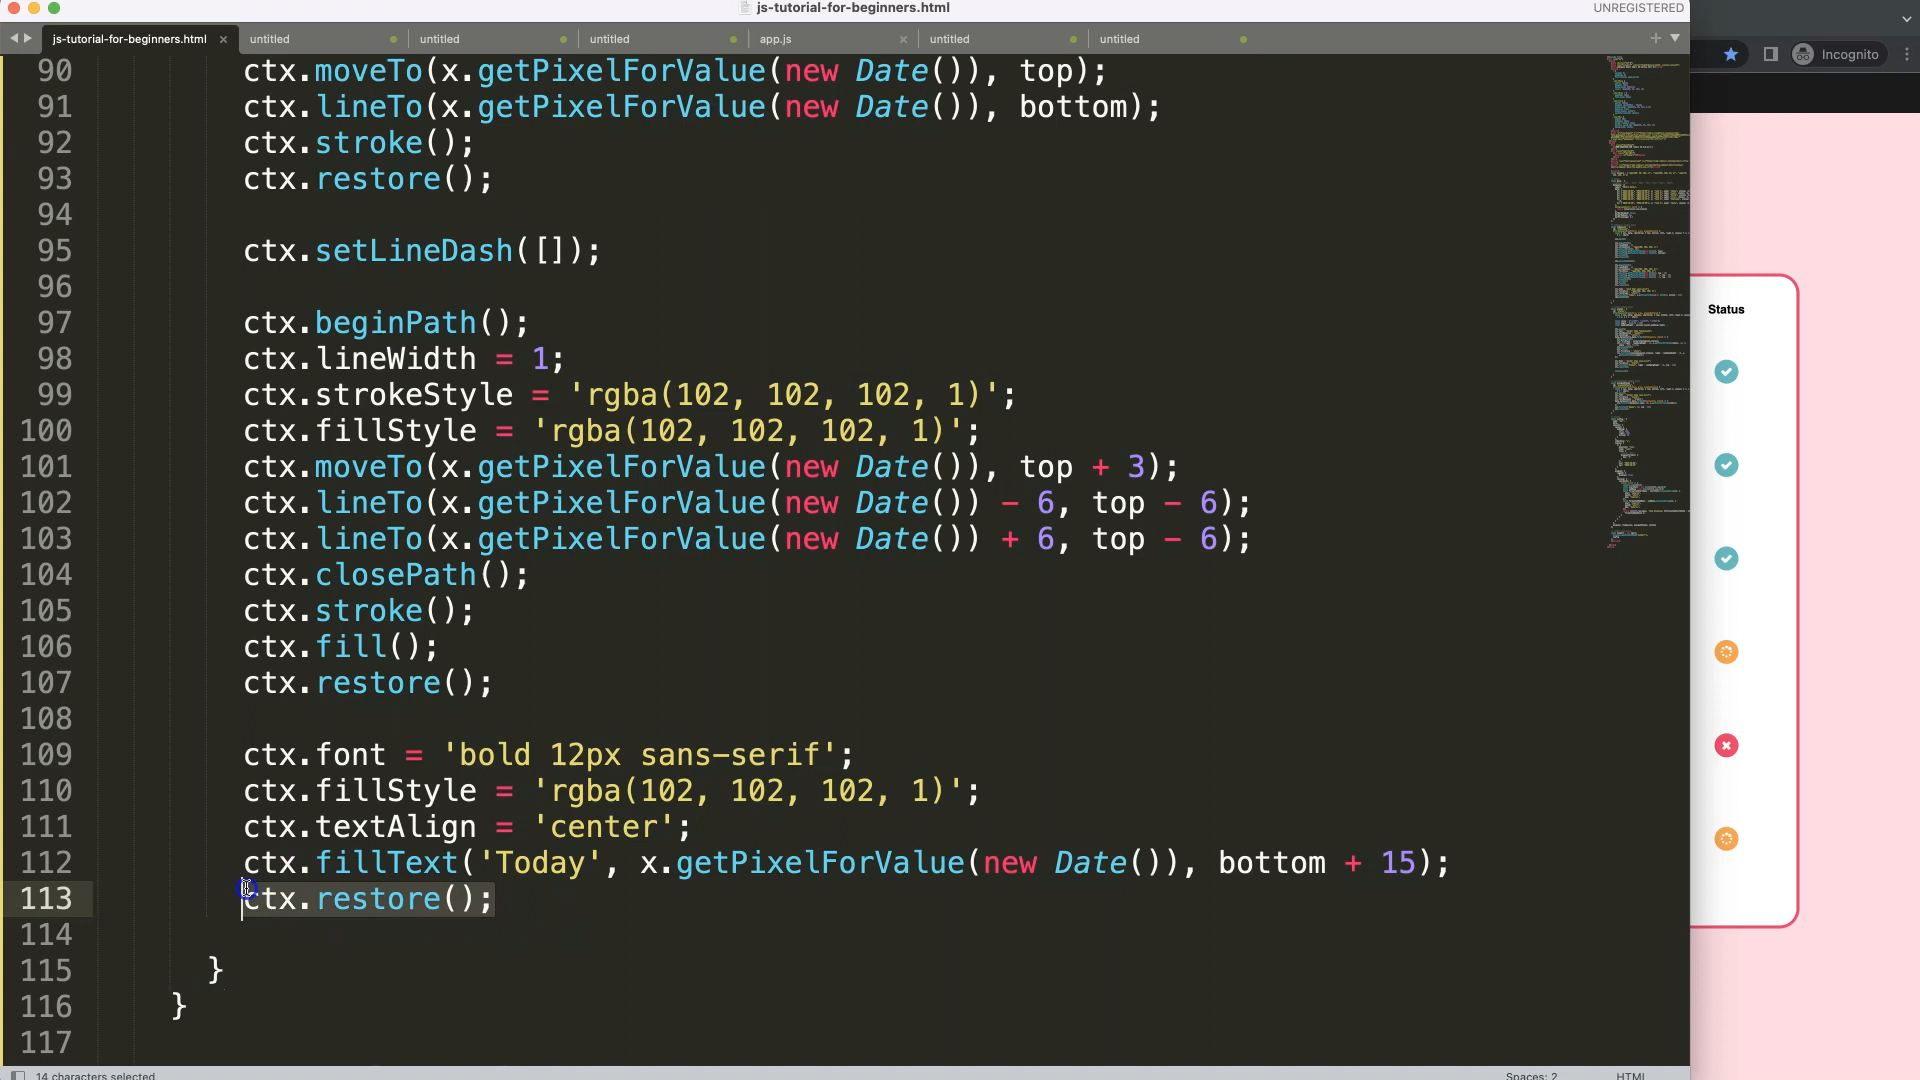 js-tutorial-for-beginners.html
UNREGISTERED
js-tutorial-for-beginners.html × untitled untitled untitled app.js × untitled untitled + ▼
Incognito
90 ctx.moveTo(x.getPixelForValue(new Date()), top);
91 ctx.lineTo(x.getPixelForValue(new Date()), bottom);
92 ctx.stroke();
93 ctx.restore();
94
95 ctx.setLineDash([]);
96
97 ctx.beginPath();
98 ctx.lineWidth = 1;
99 ctx.strokeStyle = 'rgba(102, 102, 102, 1)';
100 ctx.fillStyle = 'rgba(102, 102, 102, 1)';
101 ctx.moveTo(x.getPixelForValue(new Date()), top + 3);
102 ctx.lineTo(x.getPixelForValue(new Date()) - 6, top - 6);
103 ctx.lineTo(x.getPixelForValue(new Date()) + 6, top - 6);
104 ctx.closePath();
105 ctx.stroke();
106 ctx.fill();
107 ctx.restore();
108
109 ctx.font = 'bold 12px sans-serif';
110 ctx.fillStyle = 'rgba(102, 102, 102, 1)';
111 ctx.textAlign = 'center';
112 ctx.fillText('Today', x.getPixelForValue(new Date()), bottom + 15);
113 ctx.restore();
114
115 }
116 }
117
Status
14 characters selected
Spaces: 2
HTML